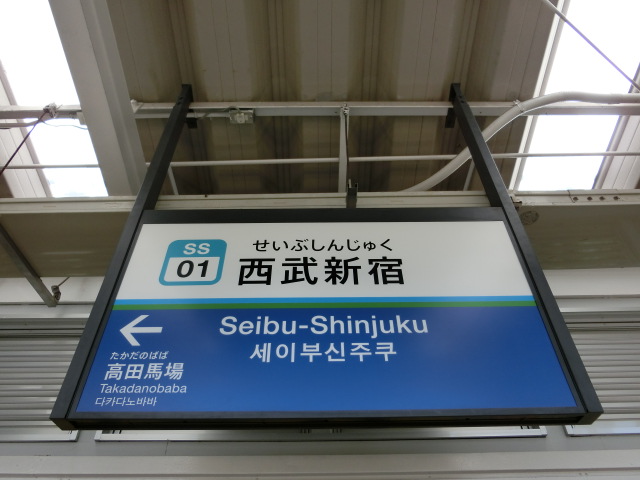 SS
01
せいぶしんじゅく
西武新宿
Seibu-Shinjuku
세이부신주쿠
たかだのばば
高田馬場
Takadanobaba
다카다노바바